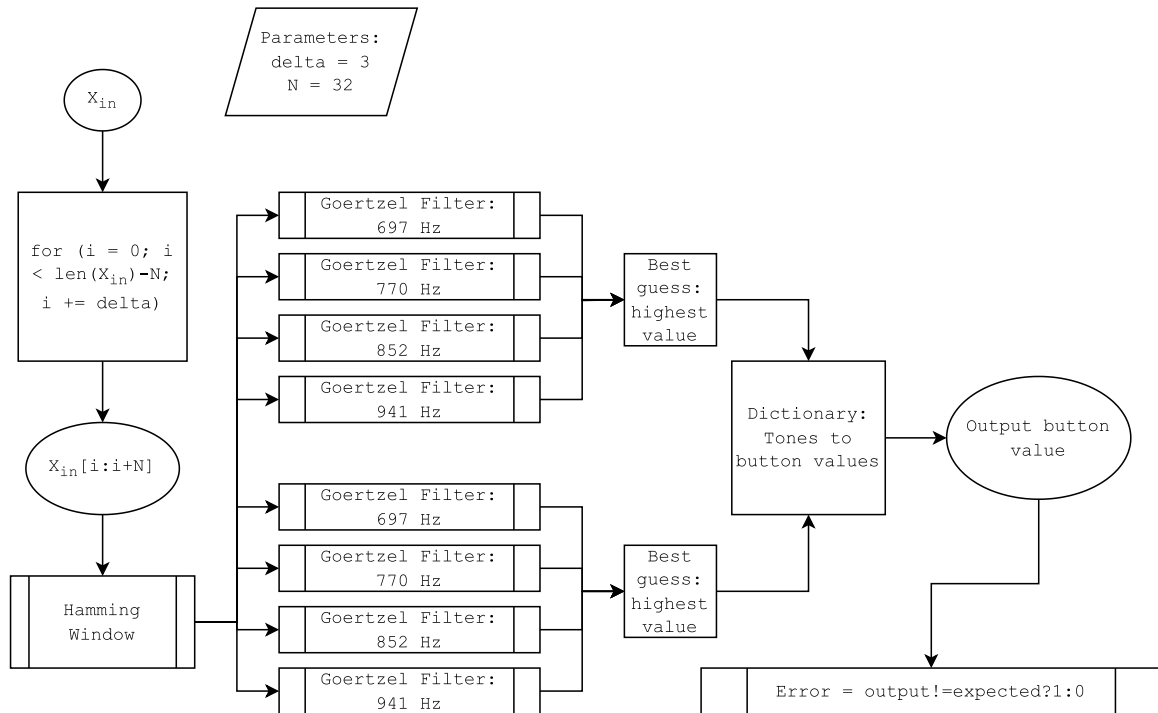 Parameters:
delta = 3
N = 32
X_in
for (i = 0; i
< len(X_in)-N;
i += delta)
X_in[i:i+N]
Hamming
Window
Goertzel Filter:
697 Hz
Goertzel Filter:
770 Hz
Goertzel Filter:
852 Hz
Goertzel Filter:
941 Hz
Goertzel Filter:
697 Hz
Goertzel Filter:
770 Hz
Goertzel Filter:
852 Hz
Goertzel Filter:
941 Hz
Best
guess:
highest
value
Best
guess:
highest
value
Dictionary:
Tones to
button values
Output button
value
Error = output!=expected?1:0